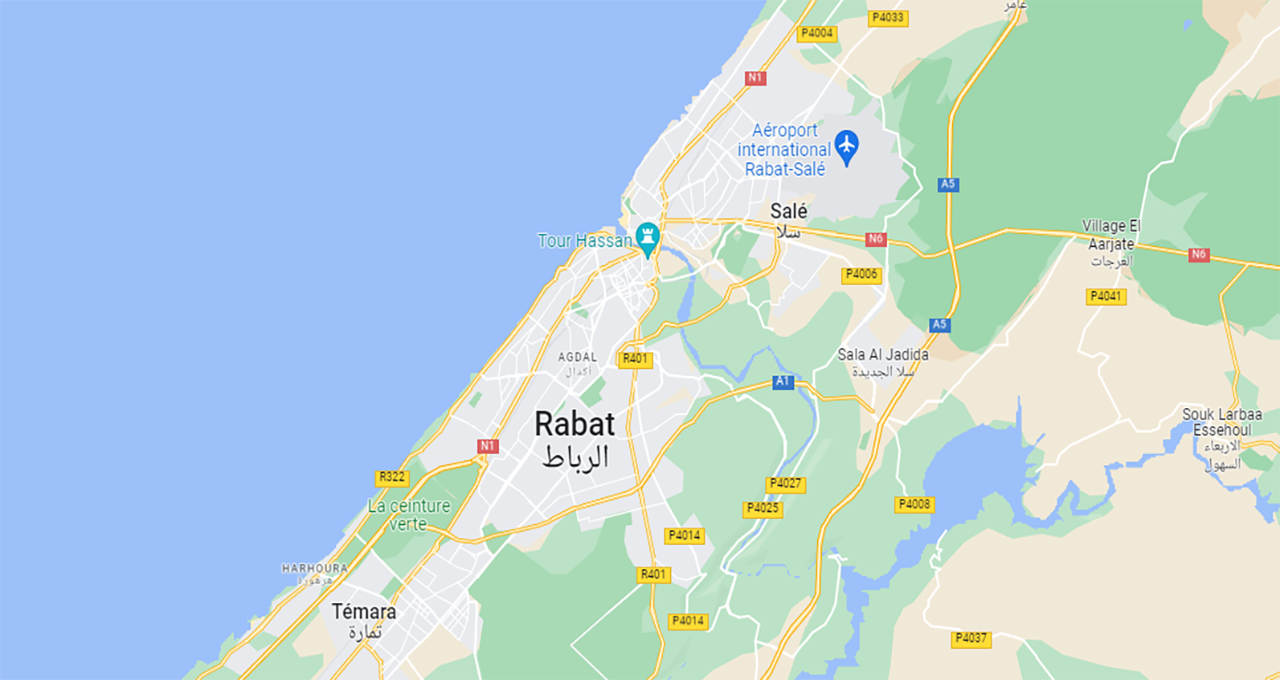 عامر
P4033
P4004
N1
Aéroport
international
Rabat-Salé
A5
Salé
سلا
Village El
Aarjate
العرجات
Tour Hassan
N6
N6
P4006
P4041
A5
Sala Al Jadida
سلا الجديدة
AGDAL
أكدال
R401
A1
Rabat
الرباط
Souk Larbaa
Essehoul
الاربعاء
السهول
N1
R322
P4027
La ceinture
verte
P4025
P4008
P4014
HARHOURA
هرهورة
R401
Témara
تمارة
P4014
P4037